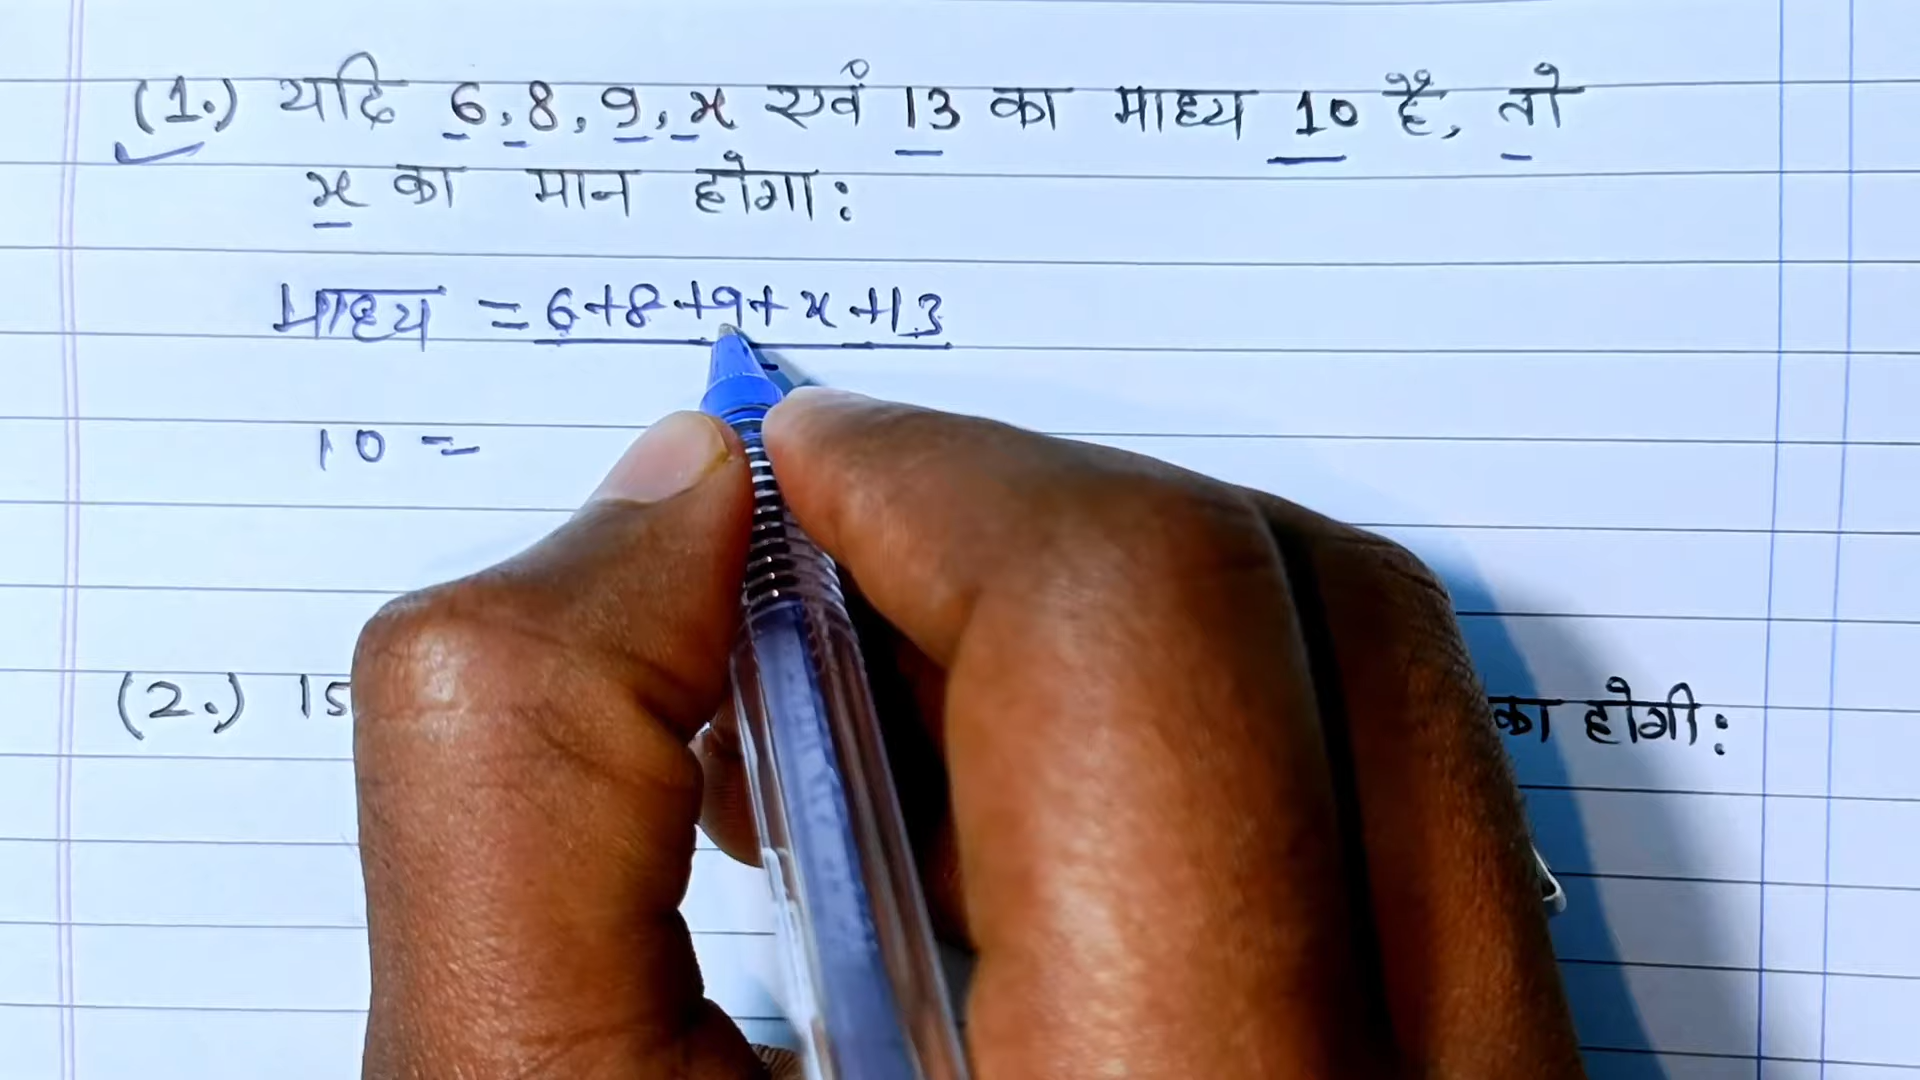 (1.) यदि 6, 8, 9, x एवं 13 का माध्य 10 है, तो
x का मान होगा:
माध्य = 6+8+9+x+13
10 =
(2.) 15 का होगी: